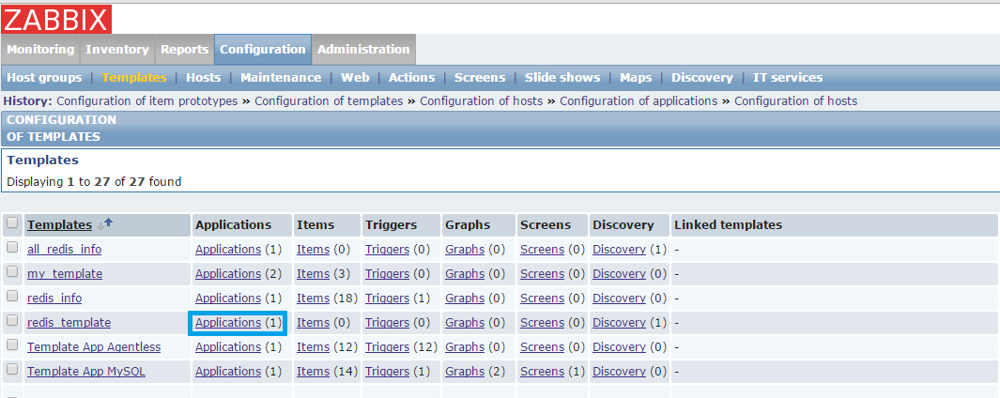 ZABBIX
Monitoring Inventory Reports Configuration Administration
Host groups | Templates | Hosts | Maintenance | Web | Actions | Screens | Slide shows | Maps | Discovery | IT services
History: Configuration of item prototypes » Configuration of templates » Configuration of hosts » Configuration of applications » Configuration of hosts
CONFIGURATION
OF TEMPLATES
Templates
Displaying 1 to 27 of 27 found
Templates Applications Items Triggers Graphs Screens Discovery Linked templates
all_redis_info Applications (1) Items (0) Triggers (0) Graphs (0) Screens (0) Discovery (1) -
my_template Applications (2) Items (3) Triggers (0) Graphs (0) Screens (0) Discovery (0) -
redis_info Applications (1) Items (18) Triggers (1) Graphs (0) Screens (0) Discovery (0) -
redis_template Applications (1) Items (0) Triggers (0) Graphs (0) Screens (0) Discovery (1) -
Template App Agentless Applications (1) Items (12) Triggers (12) Graphs (0) Screens (0) Discovery (0) -
Template App MySQL Applications (1) Items (14) Triggers (1) Graphs (2) Screens (1) Discovery (0) -